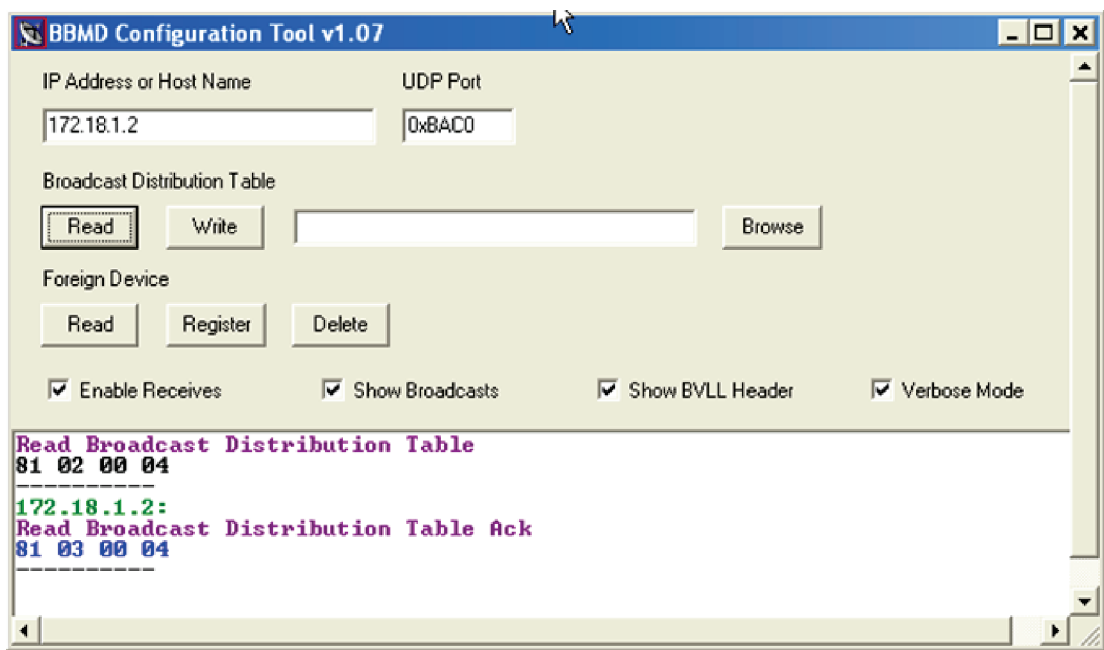 BBMD Configuration Tool v1.07
IP Address or Host Name UDP Port
172.18.1.2 0xBAC0
Broadcast Distribution Table
Read Write Browse
Foreign Device
Read Register Delete
Enable Receives Show Broadcasts Show BVLL Header Verbose Mode
Read Broadcast Distribution Table
81 02 00 04
----------
172.18.1.2:
Read Broadcast Distribution Table Ack
81 03 00 04
----------